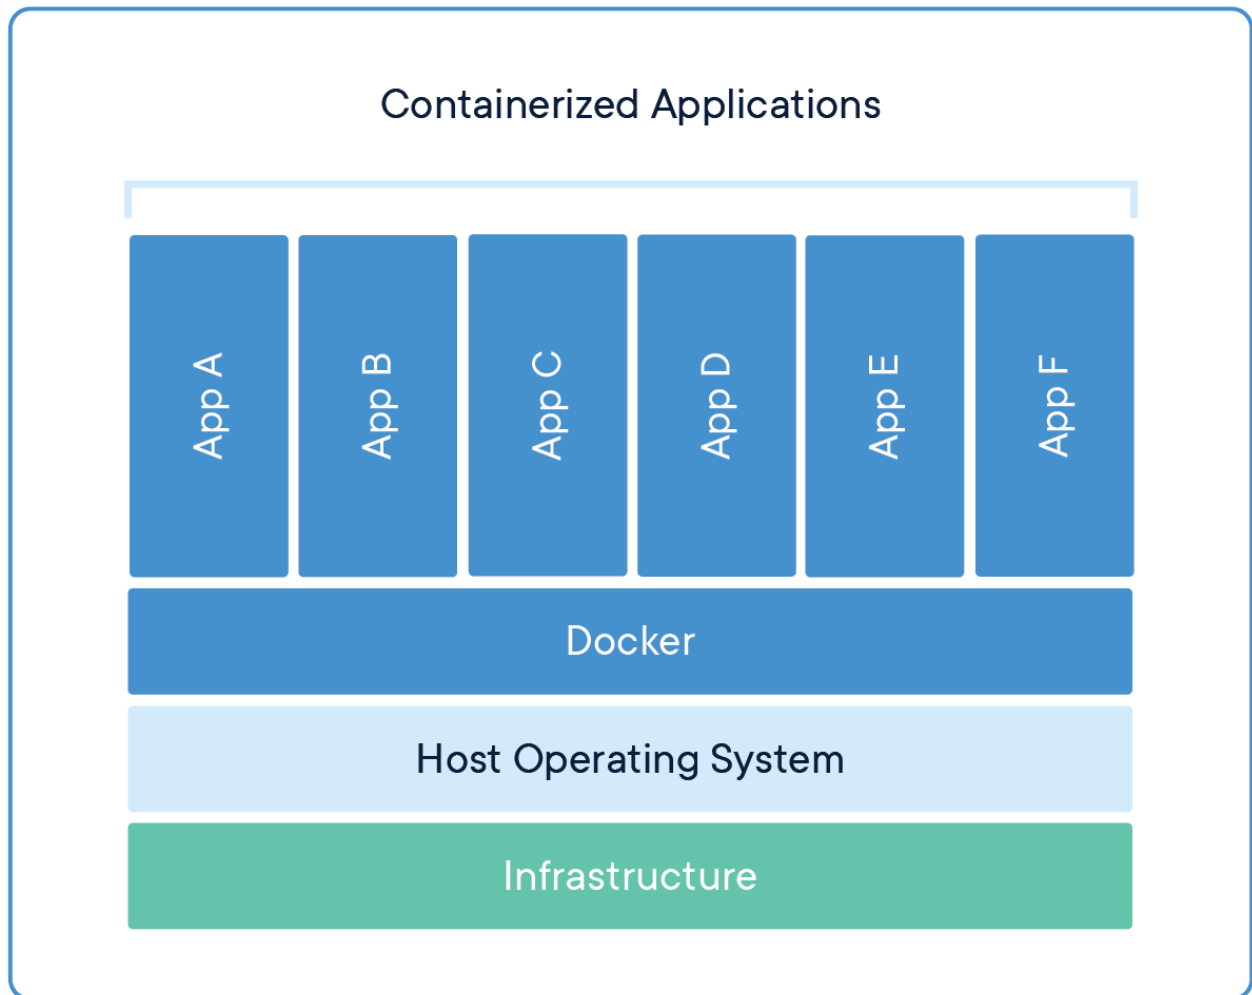 Containerized Applications
App A
App B
App C
App D
App E
App F
Docker
Host Operating System
Infrastructure